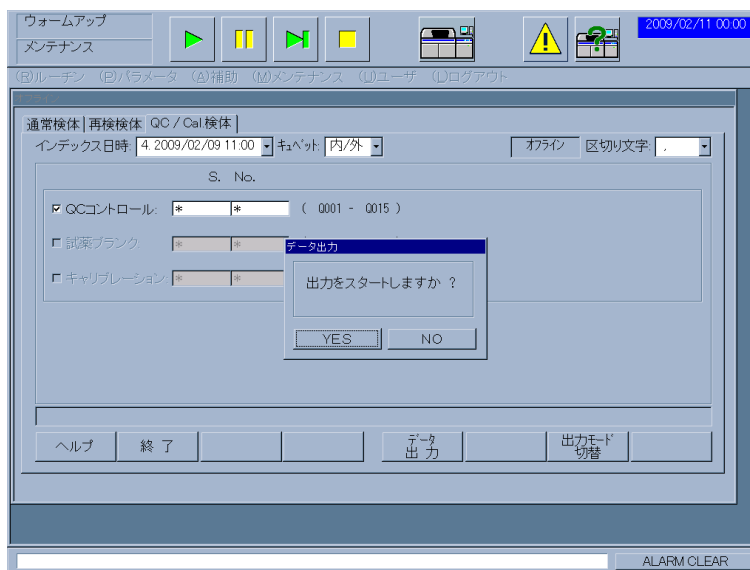 ウォームアップ
メンテナンス
2009/02/11 00:00
(R)ルーチン (P)パラメータ (A)補助 (M)メンテナンス (U)ユーザ (L)ログアウト
オフライン
通常検体 再検検体 QC / Cal.検体
インデックス日時: 4. 2009/02/09 11:00 キュベット: 内/外 オフライン 区切り文字: ,
S. No.
QCコントロール: * * ( Q001 - Q015 )
試薬ブランク * *
キャリブレーション: * *
データ出力
出力をスタートしますか ?
YES NO
ヘルプ 終 了 データ出 力 出力モード切替
ALARM CLEAR